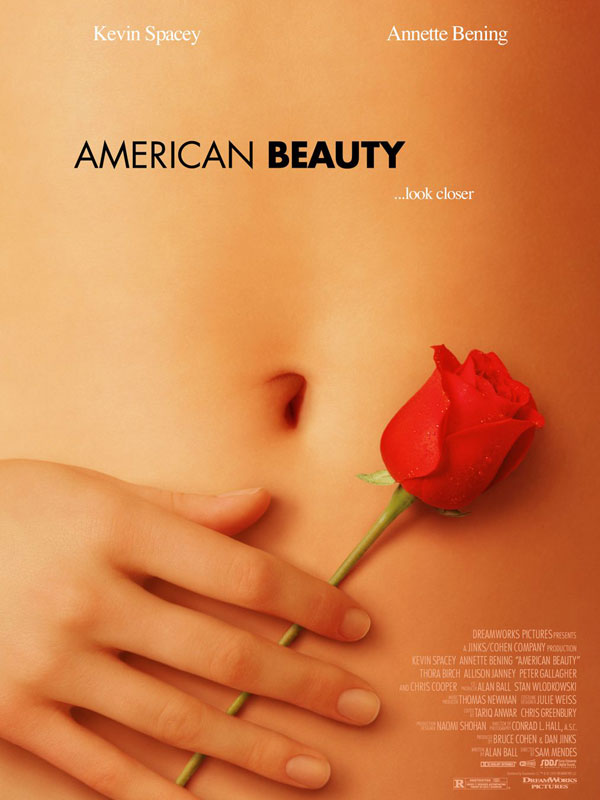 Kevin Spacey Annette Bening
AMERICAN BEAUTY
...look closer
DREAMWORKS PICTURES PRESENTS
A JINKS/COHEN COMPANY PRODUCTION
KEVIN SPACEY ANNETTE BENING "AMERICAN BEAUTY"
THORA BIRCH ALLISON JANNEY PETER GALLAGHER
AND CHRIS COOPER ALAN BALL STAN WLODKOWSKI
THOMAS NEWMAN JULIE WEISS
TARIQ ANWAR CHRIS GREENBURY
NAOMI SHOHAN CONRAD L. HALL, A.S.C.
BRUCE COHEN & DAN JINKS
ALAN BALL SAM MENDES
SDDS
R
DREAMWORKS
PICTURES